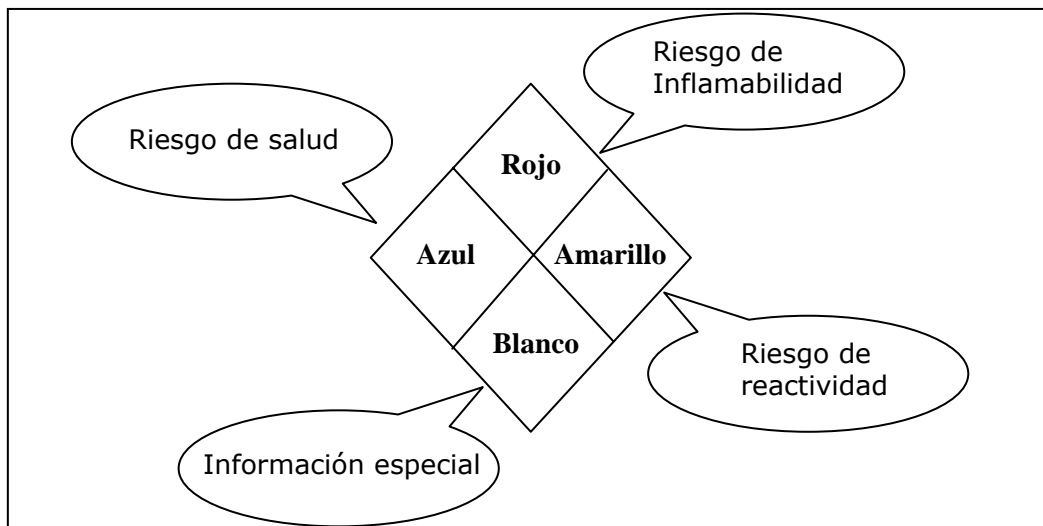 Riesgo de
Inflamabilidad
Riesgo de salud
Rojo
Azul
Amarillo
Blanco
Riesgo de
reactividad
Información especial